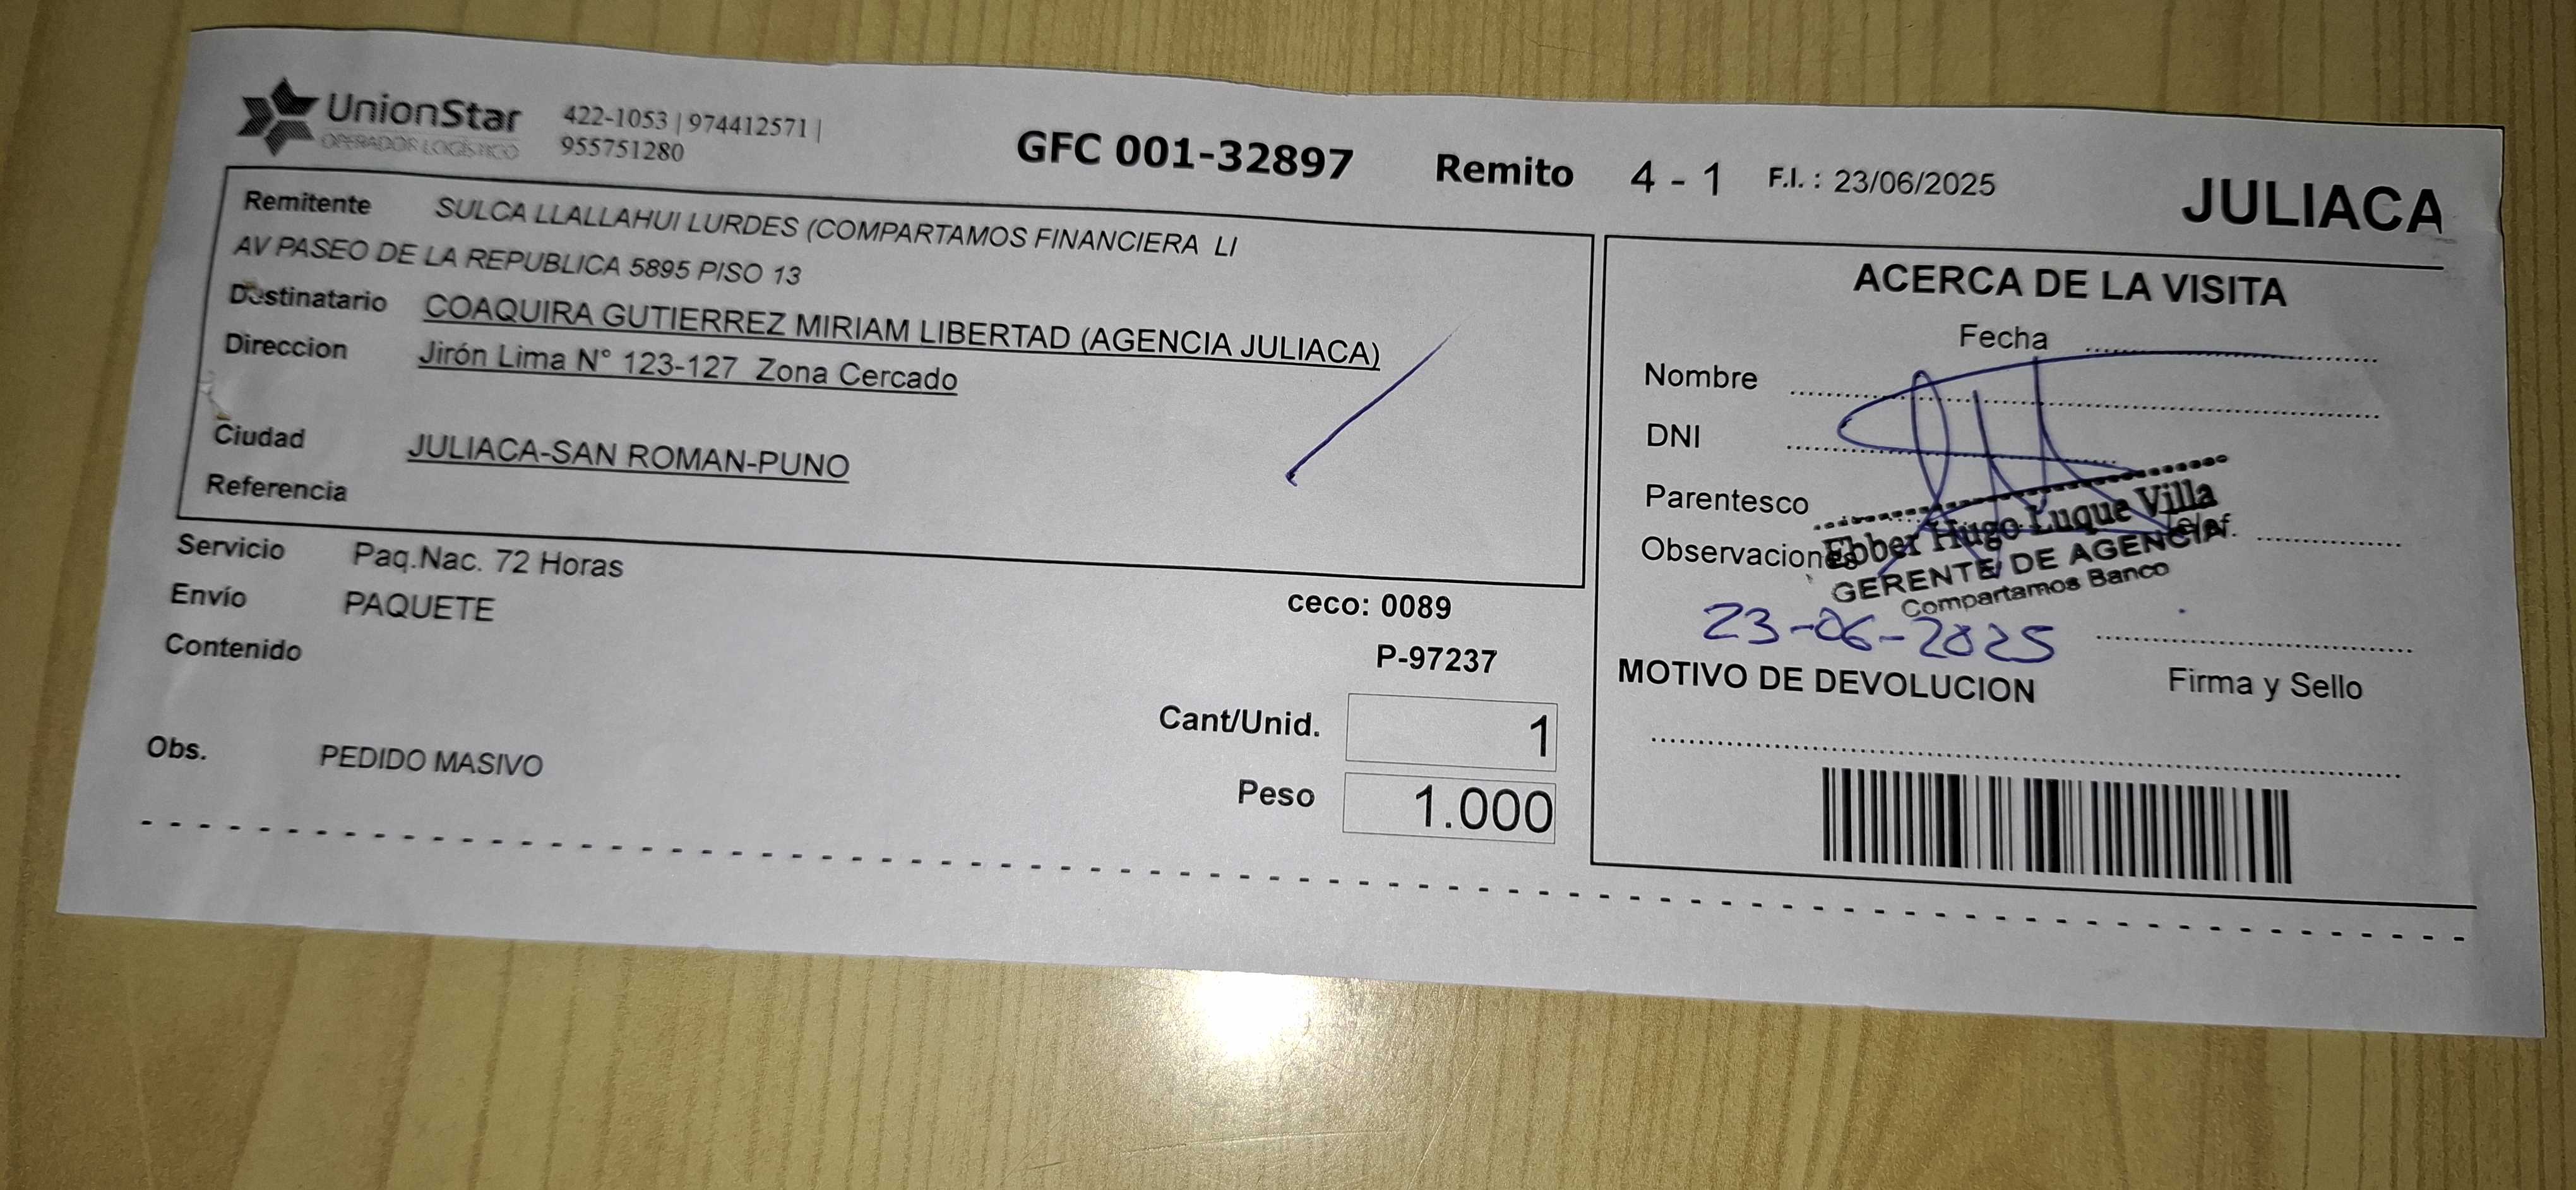 UnionStar
OPERADOR LOGÍSTICO
422-1053 | 974412571 |
955751280
GFC 001-32897 Remito 4 - 1 F.I. : 23/06/2025
JULIACA
Remitente SULCA LLALLAHUI LURDES (COMPARTAMOS FINANCIERA LI
AV PASEO DE LA REPUBLICA 5895 PISO 13
Destinatario COAQUIRA GUTIERREZ MIRIAM LIBERTAD (AGENCIA JULIACA)
Direccion Jirón Lima N° 123-127 Zona Cercado
Ciudad JULIACA-SAN ROMAN-PUNO
Referencia
Servicio Paq.Nac. 72 Horas
Envío PAQUETE
Contenido
ceco: 0089
P-97237
Cant/Unid. 1
Peso 1.000
Obs. PEDIDO MASIVO
ACERCA DE LA VISITA
Fecha
Nombre
DNI
Parentesco
Observaciones
Ebber Hugo Luque Villa
GERENTE DE AGENCIA
Compartamos Banco
23-06-2025
MOTIVO DE DEVOLUCION
Firma y Sello